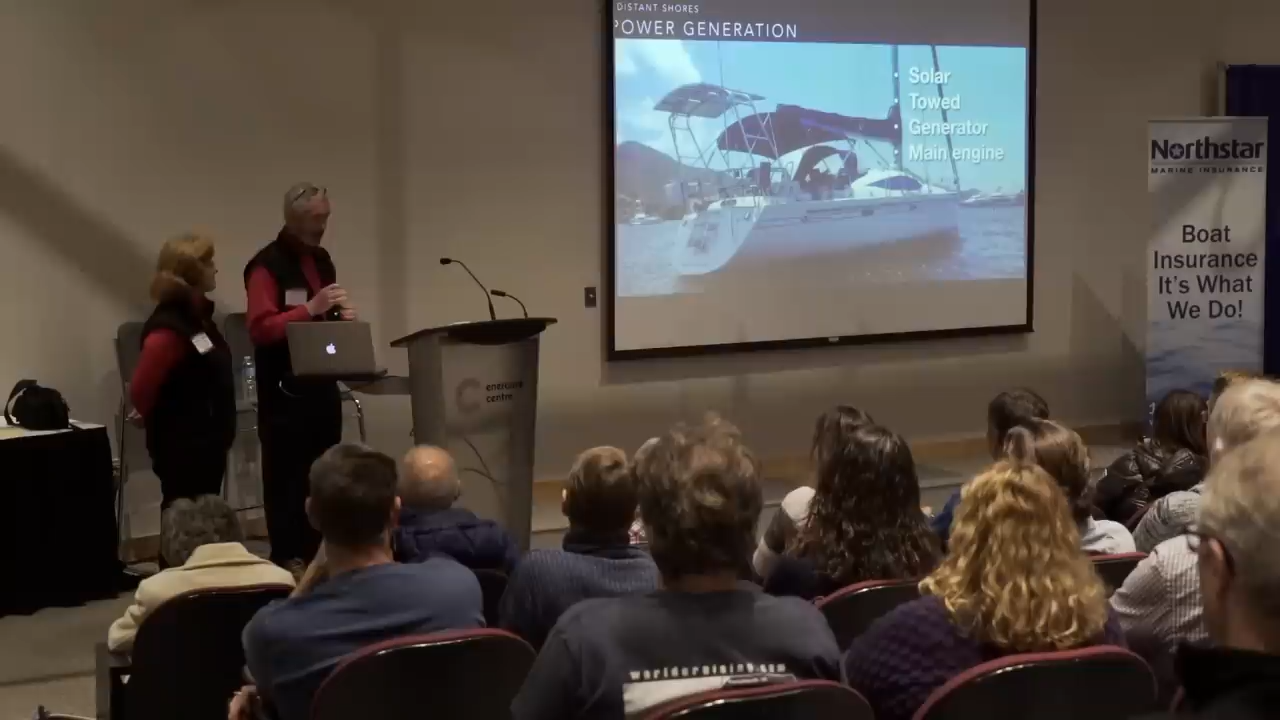 DISTANT SHORES
POWER GENERATION
• Solar
• Towed
• Generator
• Main engine
Northstar
MARINE INSURANCE
Boat
Insurance
It's What
We Do!
enercare
centre